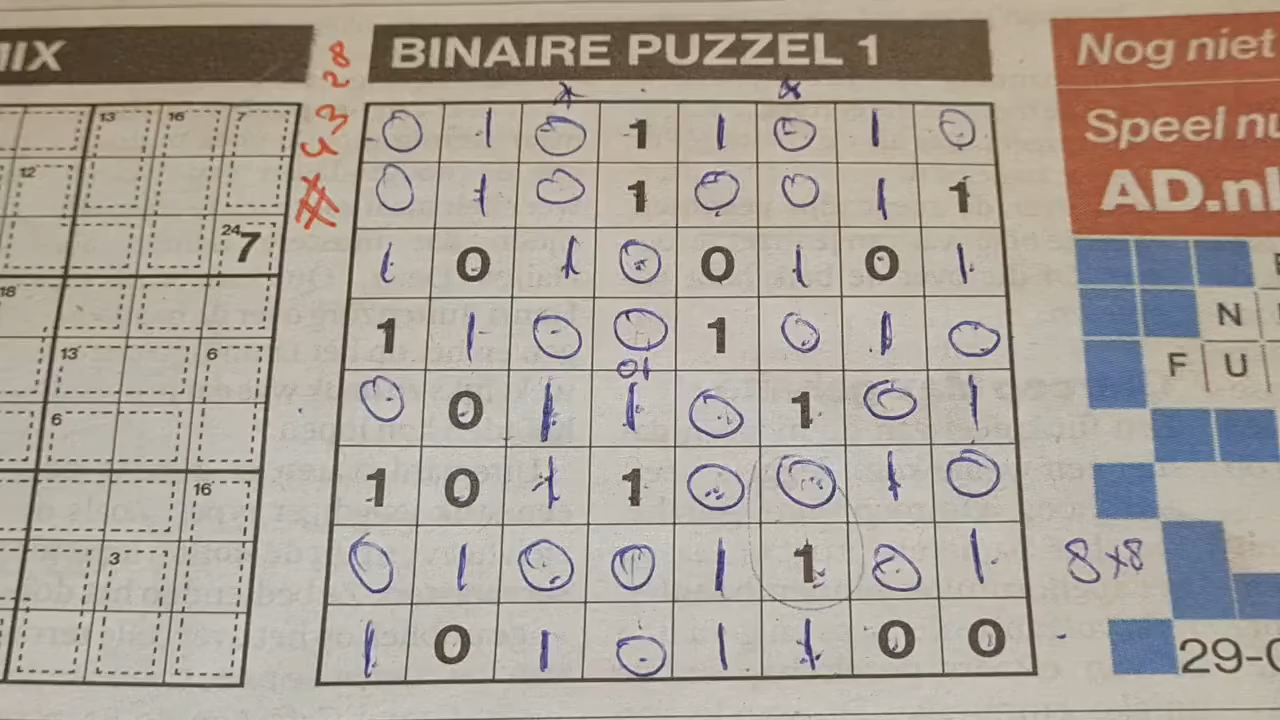 MIX
BINAIRE PUZZEL 1
Nog niet
Speel nu
AD.nl
# 4328
13 16 7
12
24 7
18
13 6
6
16
3
0 1 0 1 1 0 1 0
0 1 0 1 0 0 1 1
1 0 1 0 0 1 0 1
1 1 0 0 1 0 1 0
0 0 1 1 0 1 0 1
1 0 1 1 0 0 1 0
0 1 0 0 1 1 0 1
1 0 1 0 1 1 0 0
N
F U
8x8